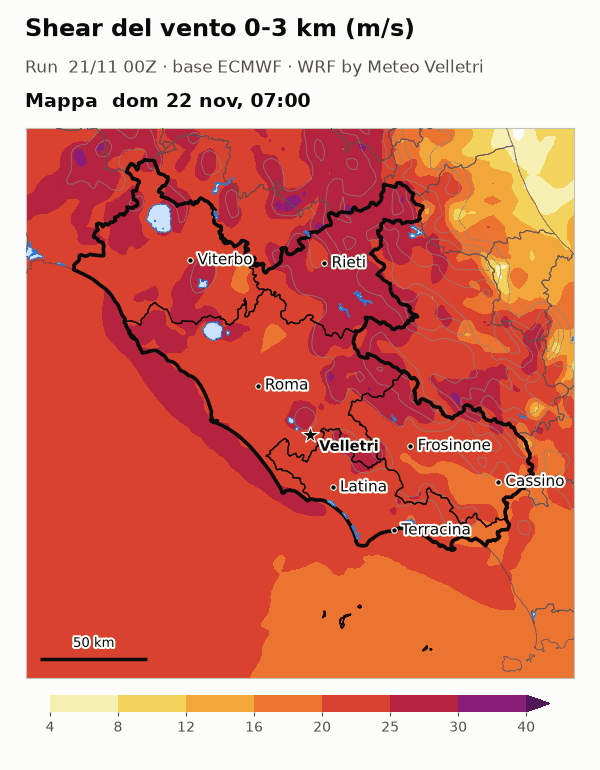 Shear del vento 0-3 km (m/s)
Run 21/11 00Z · base ECMWF · WRF by Meteo Velletri
Mappa dom 22 nov, 07:00
Viterbo
Rieti
Roma
Velletri
Frosinone
Latina
Cassino
Terracina
50 km
4 8 12 16 20 25 30 40